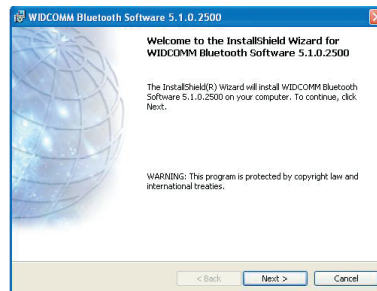 WIDCOMM Bluetooth Software 5.1.0.2500
Welcome to the InstallShield Wizard for
WIDCOMM Bluetooth Software 5.1.0.2500
The InstallShield(R) Wizard will install WIDCOMM Bluetooth
Software 5.1.0.2500 on your computer. To continue, click
Next.
WARNING: This program is protected by copyright law and
international treaties.
< Back Next > Cancel